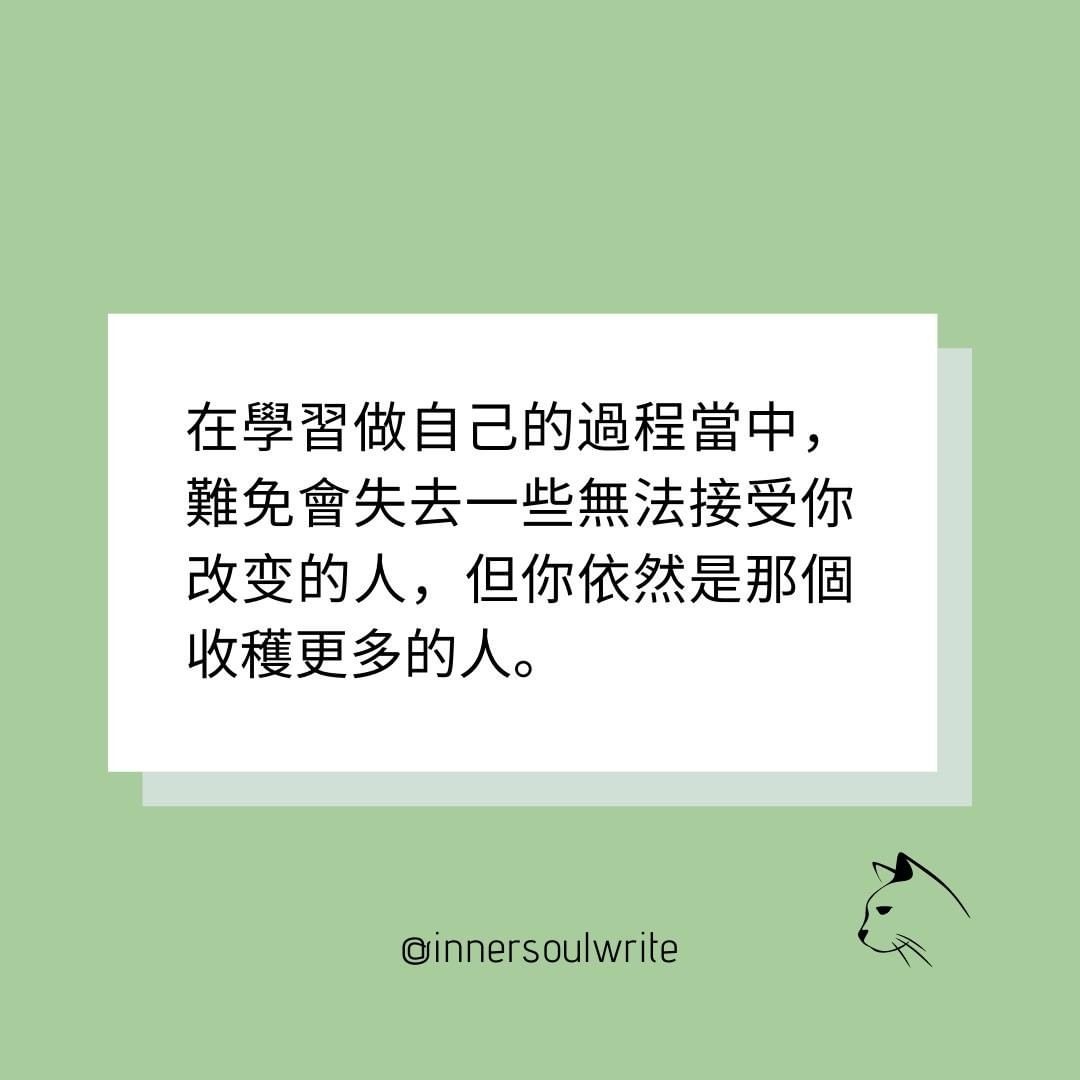 在學習做自己的過程當中，
難免會失去一些無法接受你
改变的人，但你依然是那個
收穫更多的人。
@innersoulwrite